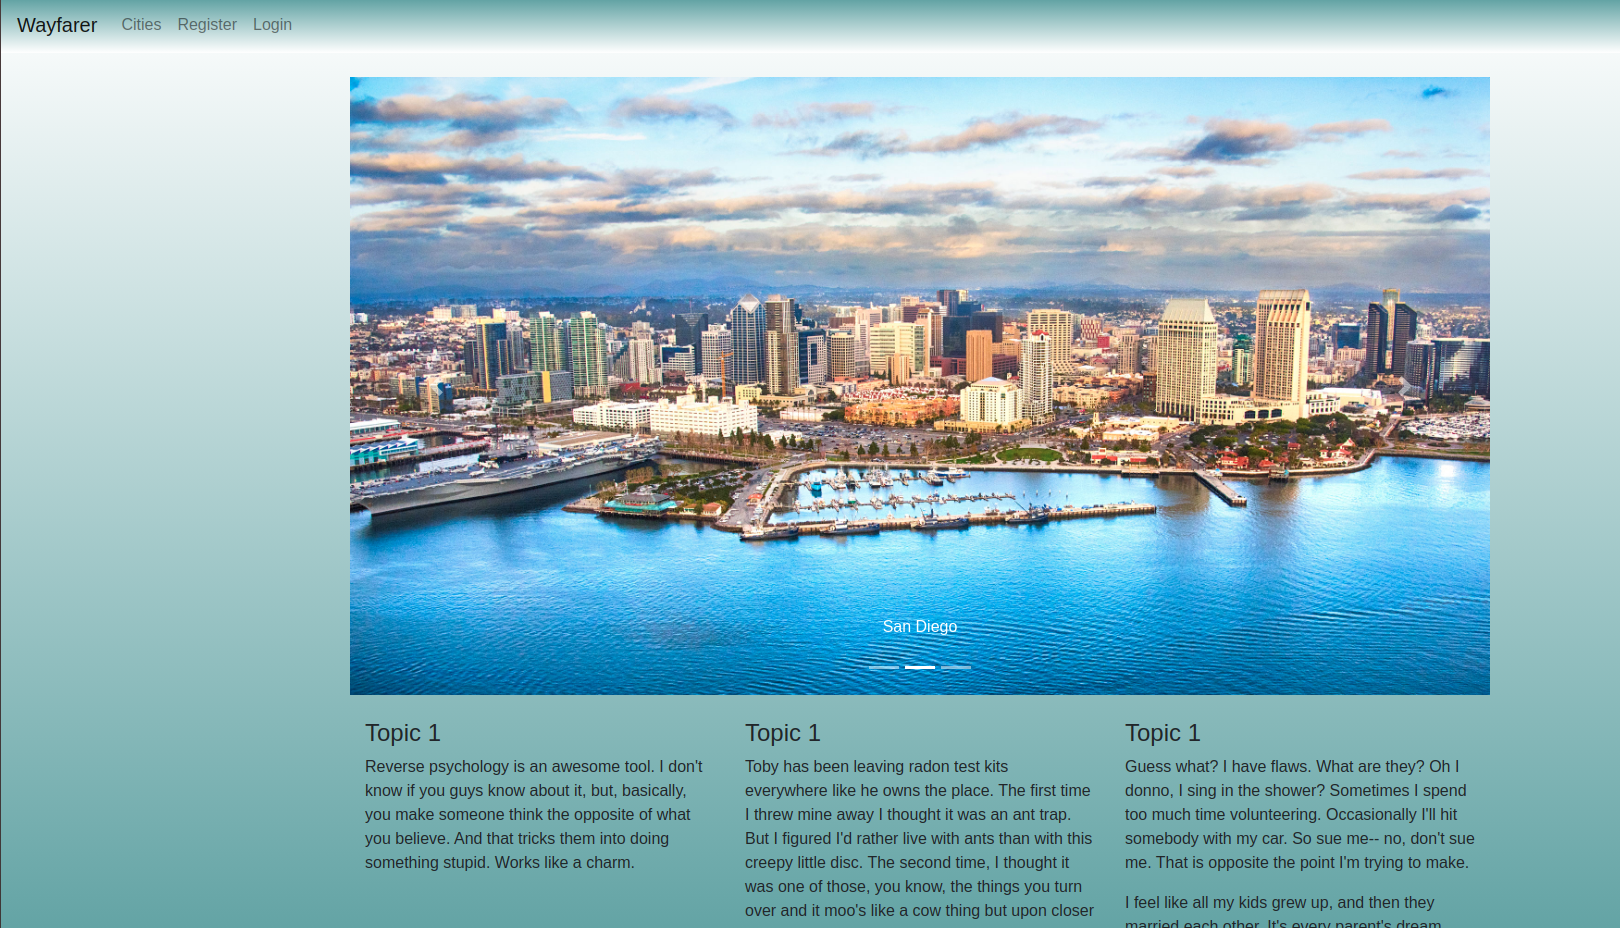 Wayfarer Cities Register Login
San Diego
Topic 1
Reverse psychology is an awesome tool. I don't
know if you guys know about it, but, basically,
you make someone think the opposite of what
you believe. And that tricks them into doing
something stupid. Works like a charm.
Topic 1
Toby has been leaving radon test kits
everywhere like he owns the place. The first time
I threw mine away I thought it was an ant trap.
But I figured I'd rather live with ants than with this
creepy little disc. The second time, I thought it
was one of those, you know, the things you turn
over and it moo's like a cow thing but upon closer
Topic 1
Guess what? I have flaws. What are they? Oh I
donno, I sing in the shower? Sometimes I spend
too much time volunteering. Occasionally I'll hit
somebody with my car. So sue me-- no, don't sue
me. That is opposite the point I'm trying to make.
I feel like all my kids grew up, and then they
married each other. It's every parent's dream